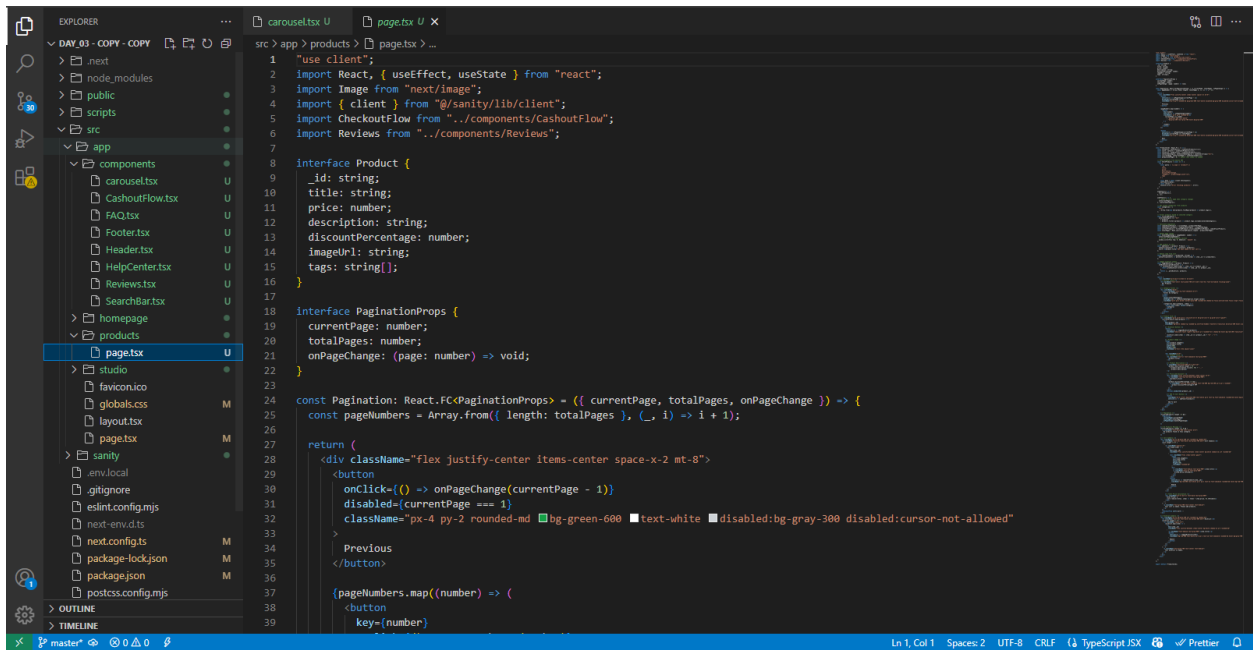 EXPLORER
DAY_03 - COPY - COPY
.next
node_modules
public
scripts
src
app
components
carousel.tsx U
CashoutFlow.tsx U
FAQ.tsx U
Footer.tsx U
Header.tsx U
HelpCenter.tsx U
Reviews.tsx U
SearchBar.tsx U
homepage
products
page.tsx U
studio
favicon.ico
globals.css M
layout.tsx
page.tsx M
sanity
.env.local
.gitignore
eslint.config.mjs
next-env.d.ts
next.config.ts M
package-lock.json M
package.json M
postcss.config.mjs
OUTLINE
TIMELINE
30
1
carousel.tsx U
page.tsx U
src > app > products > page.tsx > ...
1 "use client";
2 import React, { useEffect, useState } from "react";
3 import Image from "next/image";
4 import { client } from "@/sanity/lib/client";
5 import CheckoutFlow from "../components/CashoutFlow";
6 import Reviews from "../components/Reviews";
7
8 interface Product {
9 _id: string;
10 title: string;
11 price: number;
12 description: string;
13 discountPercentage: number;
14 imageUrl: string;
15 tags: string[];
16 }
17
18 interface PaginationProps {
19 currentPage: number;
20 totalPages: number;
21 onPageChange: (page: number) => void;
22 }
23
24 const Pagination: React.FC<PaginationProps> = ({ currentPage, totalPages, onPageChange }) => {
25 const pageNumbers = Array.from({ length: totalPages }, (_, i) => i + 1);
26
27 return (
28 <div className="flex justify-center items-center space-x-2 mt-8">
29 <button
30 onClick={() => onPageChange(currentPage - 1)}
31 disabled={currentPage === 1}
32 className="px-4 py-2 rounded-md bg-green-600 text-white disabled:bg-gray-300 disabled:cursor-not-allowed"
33 >
34 Previous
35 </button>
36
37 {pageNumbers.map((number) => (
38 <button
39 key={number}
master* 0 0 Ln 1, Col 1 Spaces: 2 UTF-8 CRLF TypeScript JSX Prettier